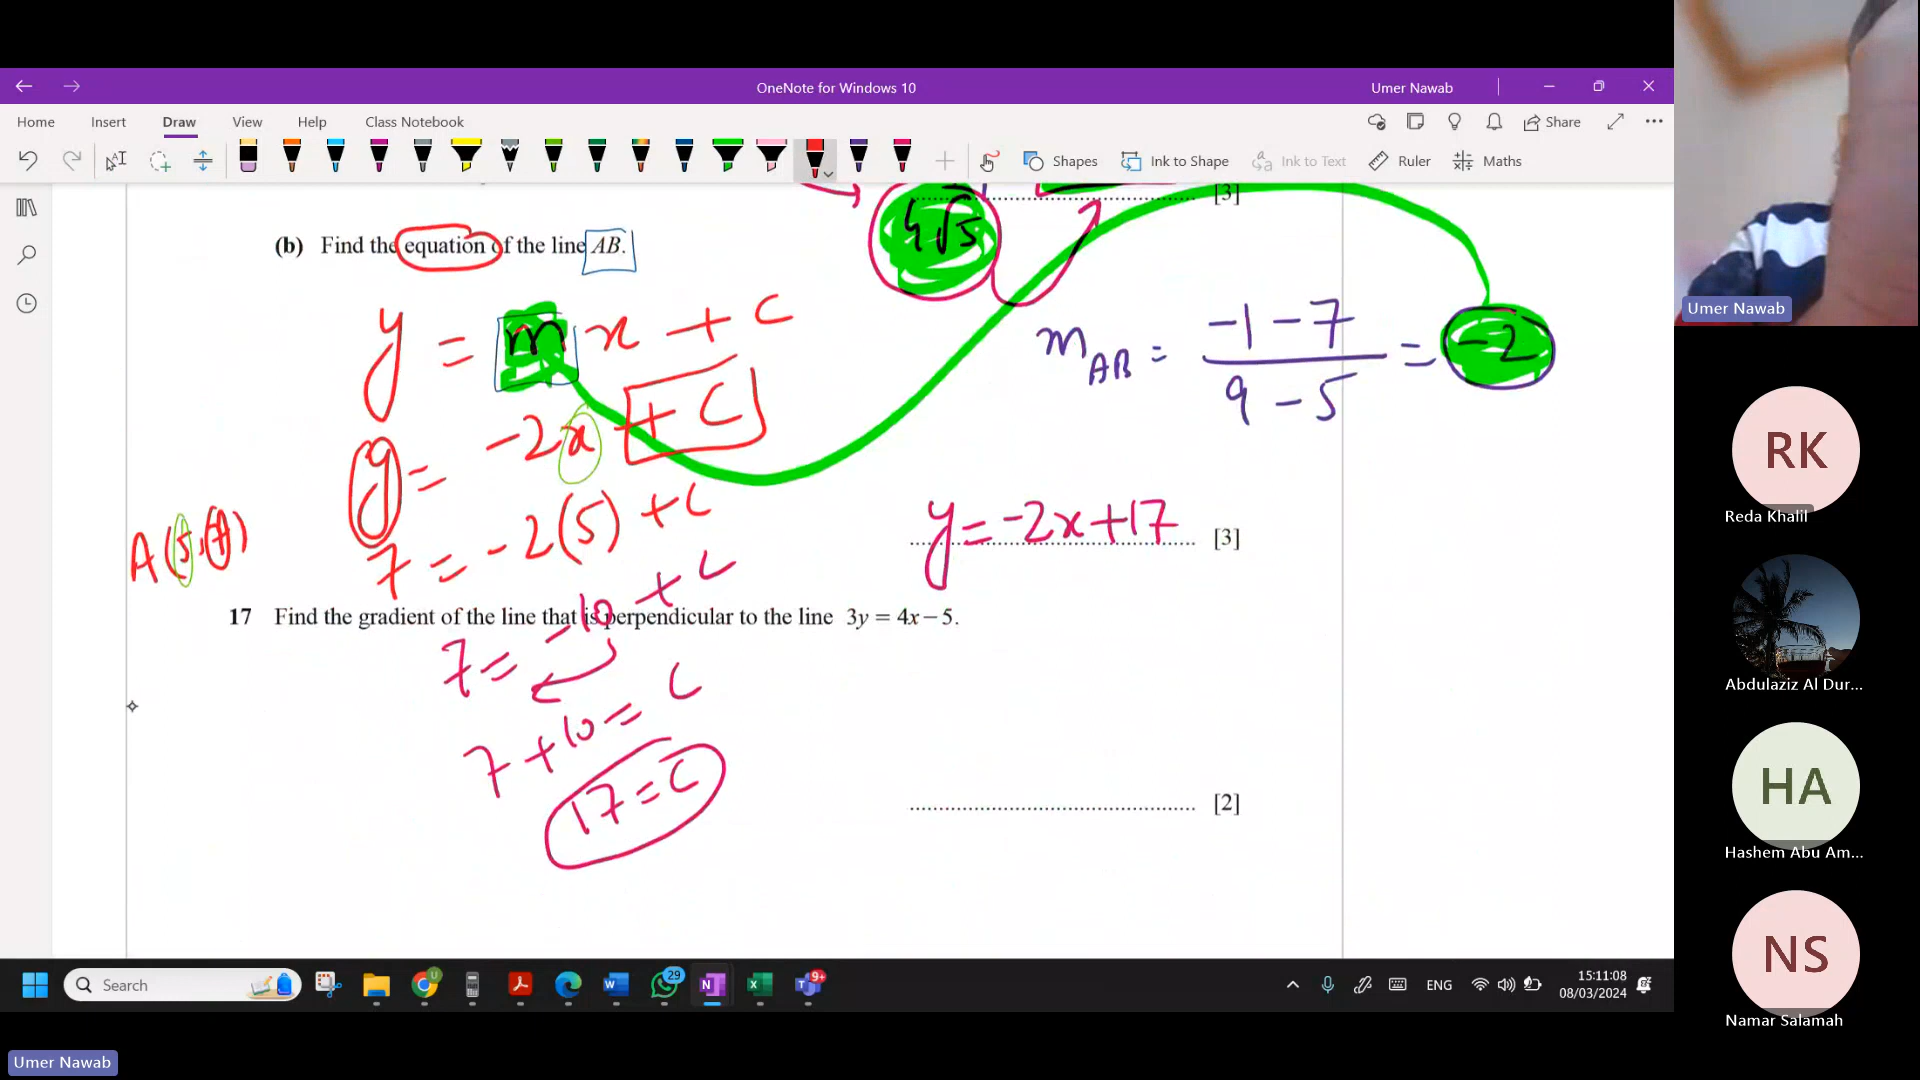 OneNote for Windows 10
Umer Nawab
Home Insert Draw View Help Class Notebook
Share
Shapes Ink to Shape Ink to Text Ruler Maths
4√5
[3]
(b) Find the equation of the line AB.
y = m x + c
m AB = -1 - 7 / 9 - 5 = -2
y = -2x + C
A(5,7)
7 = -2(5) + c
y = -2x + 17 [3]
7 = -10 + c
17 Find the gradient of the line that is perpendicular to the line 3y = 4x – 5.
7 + 10 = c
17 = c
[2]
Umer Nawab
RK
Reda Khalil
Abdulaziz Al Dur...
HA
Hashem Abu Am...
NS
Namar Salamah
Search
29
9+
ENG
15:11:08
08/03/2024
Umer Nawab